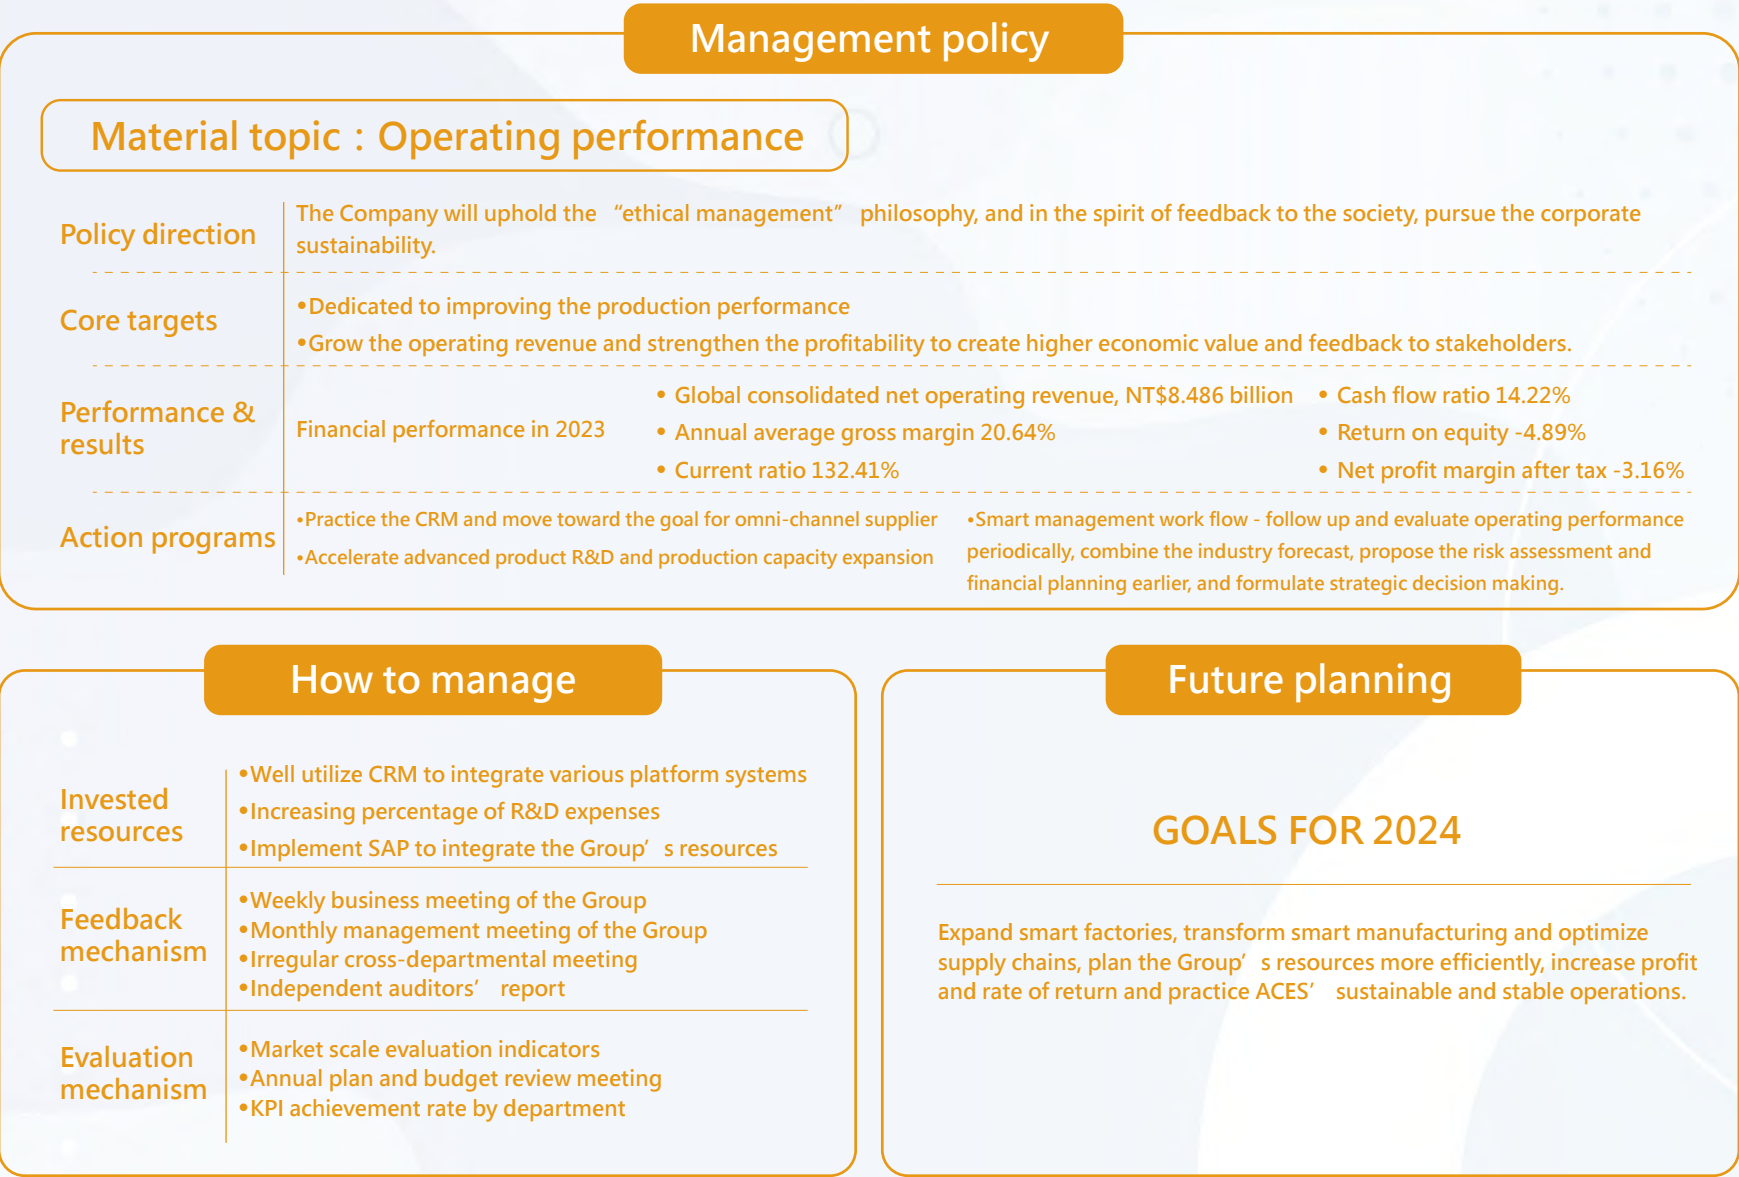 Management policy
Material topic：Operating performance
Policy direction
The Company will uphold the “ethical management” philosophy, and in the spirit of feedback to the society, pursue the corporate
sustainability.
Core targets
•Dedicated to improving the production performance
•Grow the operating revenue and strengthen the profitability to create higher economic value and feedback to stakeholders.
Performance &
results
Financial performance in 2023
• Global consolidated net operating revenue, NT$8.486 billion
• Annual average gross margin 20.64%
• Current ratio 132.41%
• Cash flow ratio 14.22%
• Return on equity -4.89%
• Net profit margin after tax -3.16%
Action programs
•Practice the CRM and move toward the goal for omni-channel supplier
•Accelerate advanced product R&D and production capacity expansion
•Smart management work flow - follow up and evaluate operating performance
periodically, combine the industry forecast, propose the risk assessment and
financial planning earlier, and formulate strategic decision making.
How to manage
Invested
resources
•Well utilize CRM to integrate various platform systems
•Increasing percentage of R&D expenses
•Implement SAP to integrate the Group’ s resources
Feedback
mechanism
•Weekly business meeting of the Group
•Monthly management meeting of the Group
•Irregular cross-departmental meeting
•Independent auditors’ report
Evaluation
mechanism
•Market scale evaluation indicators
•Annual plan and budget review meeting
•KPI achievement rate by department
Future planning
GOALS FOR 2024
Expand smart factories, transform smart manufacturing and optimize
supply chains, plan the Group’ s resources more efficiently, increase profit
and rate of return and practice ACES’ sustainable and stable operations.